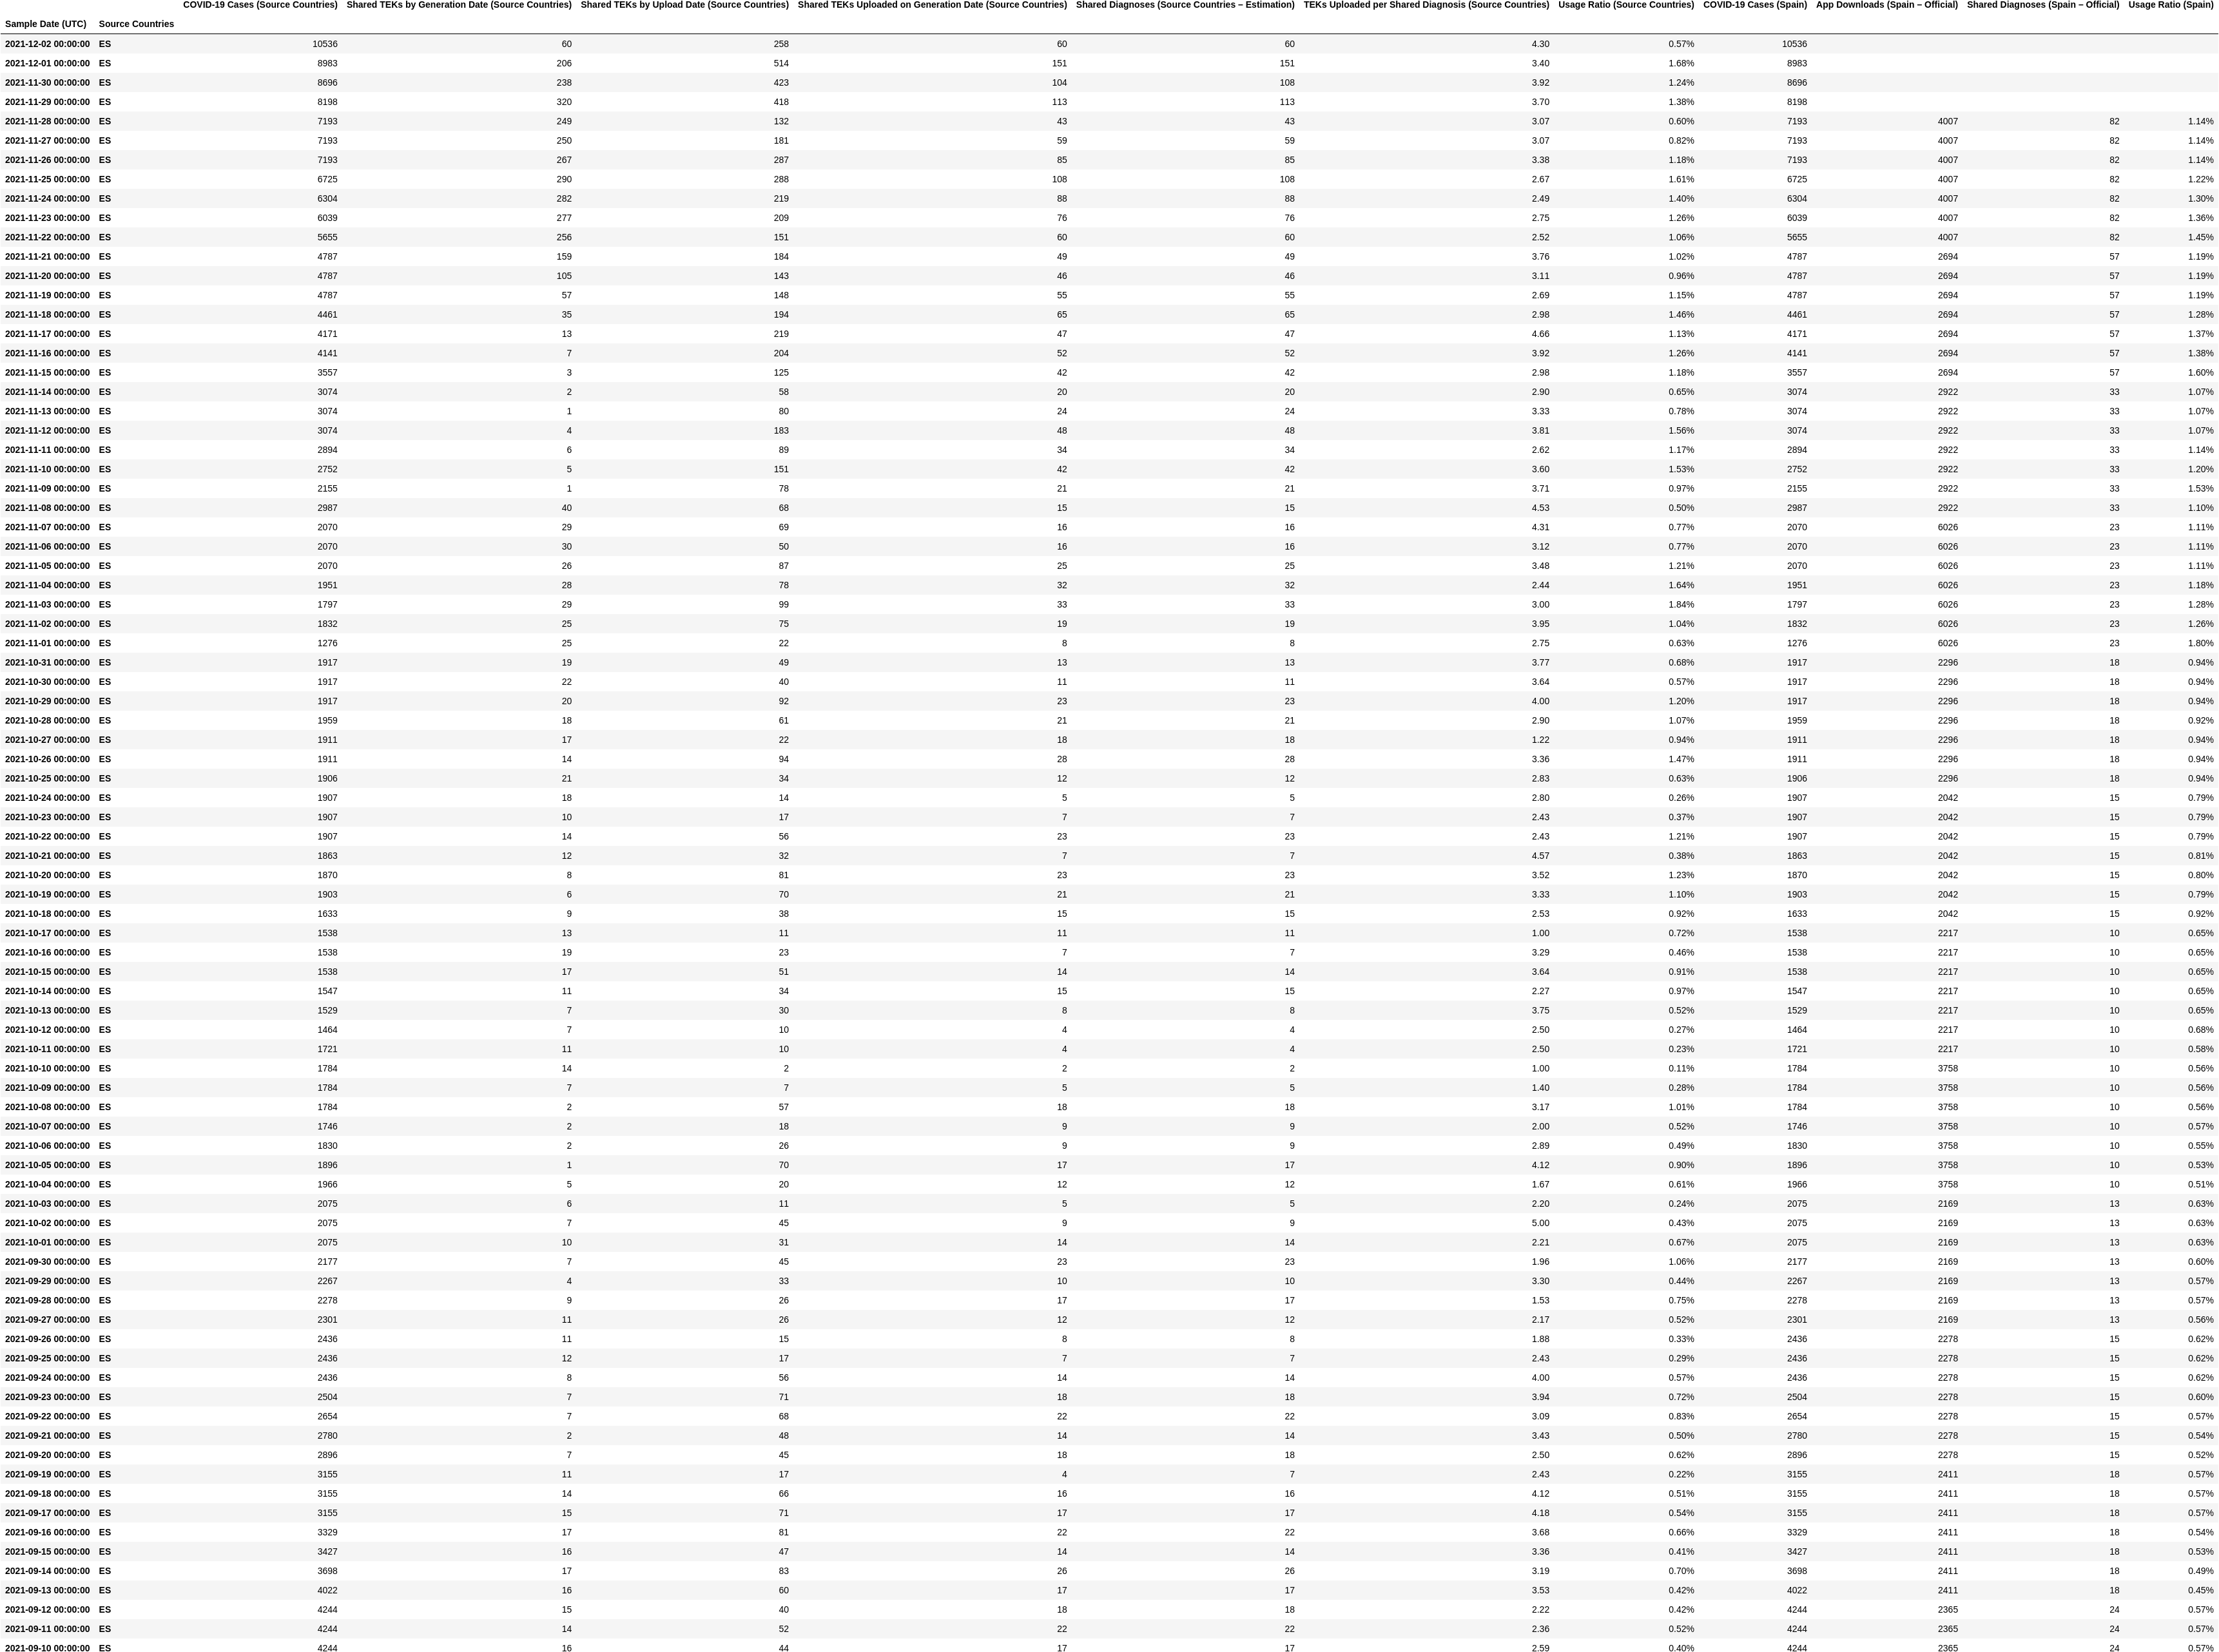 COVID-19 Cases (Source Countries) Shared TEKs by Generation Date (Source Countries) Shared TEKs by Upload Date (Source Countries) Shared TEKs Uploaded on Generation Date (Source Countries) Shared Diagnoses (Source Countries – Estimation) TEKs Uploaded per Shared Diagnosis (Source Countries) Usage Ratio (Source Countries) COVID-19 Cases (Spain) App Downloads (Spain – Official) Shared Diagnoses (Spain – Official) Usage Ratio (Spain)
Sample Date (UTC) Source Countries
2021-12-02 00:00:00 ES 10536 60 258 60 60 4.30 0.57% 10536
2021-12-01 00:00:00 ES 8983 206 514 151 151 3.40 1.68% 8983
2021-11-30 00:00:00 ES 8696 238 423 104 108 3.92 1.24% 8696
2021-11-29 00:00:00 ES 8198 320 418 113 113 3.70 1.38% 8198
2021-11-28 00:00:00 ES 7193 249 132 43 43 3.07 0.60% 7193 4007 82 1.14%
2021-11-27 00:00:00 ES 7193 250 181 59 59 3.07 0.82% 7193 4007 82 1.14%
2021-11-26 00:00:00 ES 7193 267 287 85 85 3.38 1.18% 7193 4007 82 1.14%
2021-11-25 00:00:00 ES 6725 290 288 108 108 2.67 1.61% 6725 4007 82 1.22%
2021-11-24 00:00:00 ES 6304 282 219 88 88 2.49 1.40% 6304 4007 82 1.30%
2021-11-23 00:00:00 ES 6039 277 209 76 76 2.75 1.26% 6039 4007 82 1.36%
2021-11-22 00:00:00 ES 5655 256 151 60 60 2.52 1.06% 5655 4007 82 1.45%
2021-11-21 00:00:00 ES 4787 159 184 49 49 3.76 1.02% 4787 2694 57 1.19%
2021-11-20 00:00:00 ES 4787 105 143 46 46 3.11 0.96% 4787 2694 57 1.19%
2021-11-19 00:00:00 ES 4787 57 148 55 55 2.69 1.15% 4787 2694 57 1.19%
2021-11-18 00:00:00 ES 4461 35 194 65 65 2.98 1.46% 4461 2694 57 1.28%
2021-11-17 00:00:00 ES 4171 13 219 47 47 4.66 1.13% 4171 2694 57 1.37%
2021-11-16 00:00:00 ES 4141 7 204 52 52 3.92 1.26% 4141 2694 57 1.38%
2021-11-15 00:00:00 ES 3557 3 125 42 42 2.98 1.18% 3557 2694 57 1.60%
2021-11-14 00:00:00 ES 3074 2 58 20 20 2.90 0.65% 3074 2922 33 1.07%
2021-11-13 00:00:00 ES 3074 1 80 24 24 3.33 0.78% 3074 2922 33 1.07%
2021-11-12 00:00:00 ES 3074 4 183 48 48 3.81 1.56% 3074 2922 33 1.07%
2021-11-11 00:00:00 ES 2894 6 89 34 34 2.62 1.17% 2894 2922 33 1.14%
2021-11-10 00:00:00 ES 2752 5 151 42 42 3.60 1.53% 2752 2922 33 1.20%
2021-11-09 00:00:00 ES 2155 1 78 21 21 3.71 0.97% 2155 2922 33 1.53%
2021-11-08 00:00:00 ES 2987 40 68 15 15 4.53 0.50% 2987 2922 33 1.10%
2021-11-07 00:00:00 ES 2070 29 69 16 16 4.31 0.77% 2070 6026 23 1.11%
2021-11-06 00:00:00 ES 2070 30 50 16 16 3.12 0.77% 2070 6026 23 1.11%
2021-11-05 00:00:00 ES 2070 26 87 25 25 3.48 1.21% 2070 6026 23 1.11%
2021-11-04 00:00:00 ES 1951 28 78 32 32 2.44 1.64% 1951 6026 23 1.18%
2021-11-03 00:00:00 ES 1797 29 99 33 33 3.00 1.84% 1797 6026 23 1.28%
2021-11-02 00:00:00 ES 1832 25 75 19 19 3.95 1.04% 1832 6026 23 1.26%
2021-11-01 00:00:00 ES 1276 25 22 8 8 2.75 0.63% 1276 6026 23 1.80%
2021-10-31 00:00:00 ES 1917 19 49 13 13 3.77 0.68% 1917 2296 18 0.94%
2021-10-30 00:00:00 ES 1917 22 40 11 11 3.64 0.57% 1917 2296 18 0.94%
2021-10-29 00:00:00 ES 1917 20 92 23 23 4.00 1.20% 1917 2296 18 0.94%
2021-10-28 00:00:00 ES 1959 18 61 21 21 2.90 1.07% 1959 2296 18 0.92%
2021-10-27 00:00:00 ES 1911 17 22 18 18 1.22 0.94% 1911 2296 18 0.94%
2021-10-26 00:00:00 ES 1911 14 94 28 28 3.36 1.47% 1911 2296 18 0.94%
2021-10-25 00:00:00 ES 1906 21 34 12 12 2.83 0.63% 1906 2296 18 0.94%
2021-10-24 00:00:00 ES 1907 18 14 5 5 2.80 0.26% 1907 2042 15 0.79%
2021-10-23 00:00:00 ES 1907 10 17 7 7 2.43 0.37% 1907 2042 15 0.79%
2021-10-22 00:00:00 ES 1907 14 56 23 23 2.43 1.21% 1907 2042 15 0.79%
2021-10-21 00:00:00 ES 1863 12 32 7 7 4.57 0.38% 1863 2042 15 0.81%
2021-10-20 00:00:00 ES 1870 8 81 23 23 3.52 1.23% 1870 2042 15 0.80%
2021-10-19 00:00:00 ES 1903 6 70 21 21 3.33 1.10% 1903 2042 15 0.79%
2021-10-18 00:00:00 ES 1633 9 38 15 15 2.53 0.92% 1633 2042 15 0.92%
2021-10-17 00:00:00 ES 1538 13 11 11 11 1.00 0.72% 1538 2217 10 0.65%
2021-10-16 00:00:00 ES 1538 19 23 7 7 3.29 0.46% 1538 2217 10 0.65%
2021-10-15 00:00:00 ES 1538 17 51 14 14 3.64 0.91% 1538 2217 10 0.65%
2021-10-14 00:00:00 ES 1547 11 34 15 15 2.27 0.97% 1547 2217 10 0.65%
2021-10-13 00:00:00 ES 1529 7 30 8 8 3.75 0.52% 1529 2217 10 0.65%
2021-10-12 00:00:00 ES 1464 7 10 4 4 2.50 0.27% 1464 2217 10 0.68%
2021-10-11 00:00:00 ES 1721 11 10 4 4 2.50 0.23% 1721 2217 10 0.58%
2021-10-10 00:00:00 ES 1784 14 2 2 2 1.00 0.11% 1784 3758 10 0.56%
2021-10-09 00:00:00 ES 1784 7 7 5 5 1.40 0.28% 1784 3758 10 0.56%
2021-10-08 00:00:00 ES 1784 2 57 18 18 3.17 1.01% 1784 3758 10 0.56%
2021-10-07 00:00:00 ES 1746 2 18 9 9 2.00 0.52% 1746 3758 10 0.57%
2021-10-06 00:00:00 ES 1830 2 26 9 9 2.89 0.49% 1830 3758 10 0.55%
2021-10-05 00:00:00 ES 1896 1 70 17 17 4.12 0.90% 1896 3758 10 0.53%
2021-10-04 00:00:00 ES 1966 5 20 12 12 1.67 0.61% 1966 3758 10 0.51%
2021-10-03 00:00:00 ES 2075 6 11 5 5 2.20 0.24% 2075 2169 13 0.63%
2021-10-02 00:00:00 ES 2075 7 45 9 9 5.00 0.43% 2075 2169 13 0.63%
2021-10-01 00:00:00 ES 2075 10 31 14 14 2.21 0.67% 2075 2169 13 0.63%
2021-09-30 00:00:00 ES 2177 7 45 23 23 1.96 1.06% 2177 2169 13 0.60%
2021-09-29 00:00:00 ES 2267 4 33 10 10 3.30 0.44% 2267 2169 13 0.57%
2021-09-28 00:00:00 ES 2278 9 26 17 17 1.53 0.75% 2278 2169 13 0.57%
2021-09-27 00:00:00 ES 2301 11 26 12 12 2.17 0.52% 2301 2169 13 0.56%
2021-09-26 00:00:00 ES 2436 11 15 8 8 1.88 0.33% 2436 2278 15 0.62%
2021-09-25 00:00:00 ES 2436 12 17 7 7 2.43 0.29% 2436 2278 15 0.62%
2021-09-24 00:00:00 ES 2436 8 56 14 14 4.00 0.57% 2436 2278 15 0.62%
2021-09-23 00:00:00 ES 2504 7 71 18 18 3.94 0.72% 2504 2278 15 0.60%
2021-09-22 00:00:00 ES 2654 7 68 22 22 3.09 0.83% 2654 2278 15 0.57%
2021-09-21 00:00:00 ES 2780 2 48 14 14 3.43 0.50% 2780 2278 15 0.54%
2021-09-20 00:00:00 ES 2896 7 45 18 18 2.50 0.62% 2896 2278 15 0.52%
2021-09-19 00:00:00 ES 3155 11 17 4 7 2.43 0.22% 3155 2411 18 0.57%
2021-09-18 00:00:00 ES 3155 14 66 16 16 4.12 0.51% 3155 2411 18 0.57%
2021-09-17 00:00:00 ES 3155 15 71 17 17 4.18 0.54% 3155 2411 18 0.57%
2021-09-16 00:00:00 ES 3329 17 81 22 22 3.68 0.66% 3329 2411 18 0.54%
2021-09-15 00:00:00 ES 3427 16 47 14 14 3.36 0.41% 3427 2411 18 0.53%
2021-09-14 00:00:00 ES 3698 17 83 26 26 3.19 0.70% 3698 2411 18 0.49%
2021-09-13 00:00:00 ES 4022 16 60 17 17 3.53 0.42% 4022 2411 18 0.45%
2021-09-12 00:00:00 ES 4244 15 40 18 18 2.22 0.42% 4244 2365 24 0.57%
2021-09-11 00:00:00 ES 4244 14 52 22 22 2.36 0.52% 4244 2365 24 0.57%
2021-09-10 00:00:00 ES 4244 16 44 17 17 2.59 0.40% 4244 2365 24 0.57%